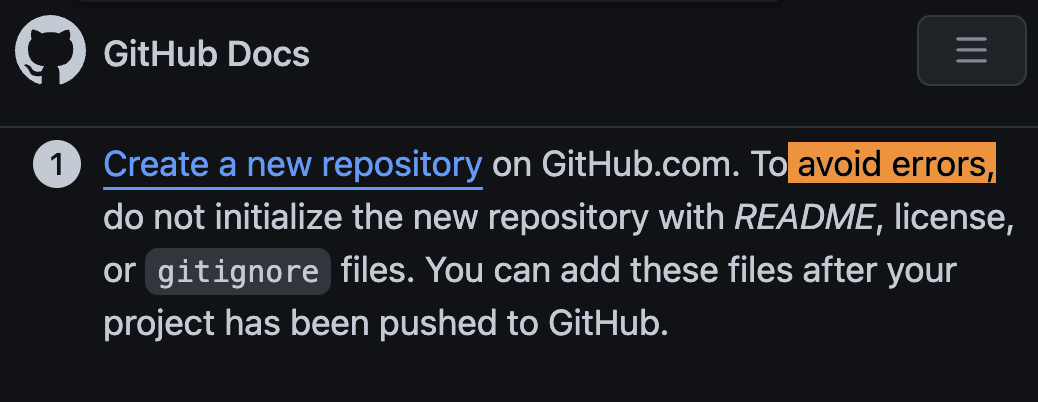 GitHub Docs
1 Create a new repository on GitHub.com. To avoid errors,
do not initialize the new repository with README, license,
or gitignore files. You can add these files after your
project has been pushed to GitHub.